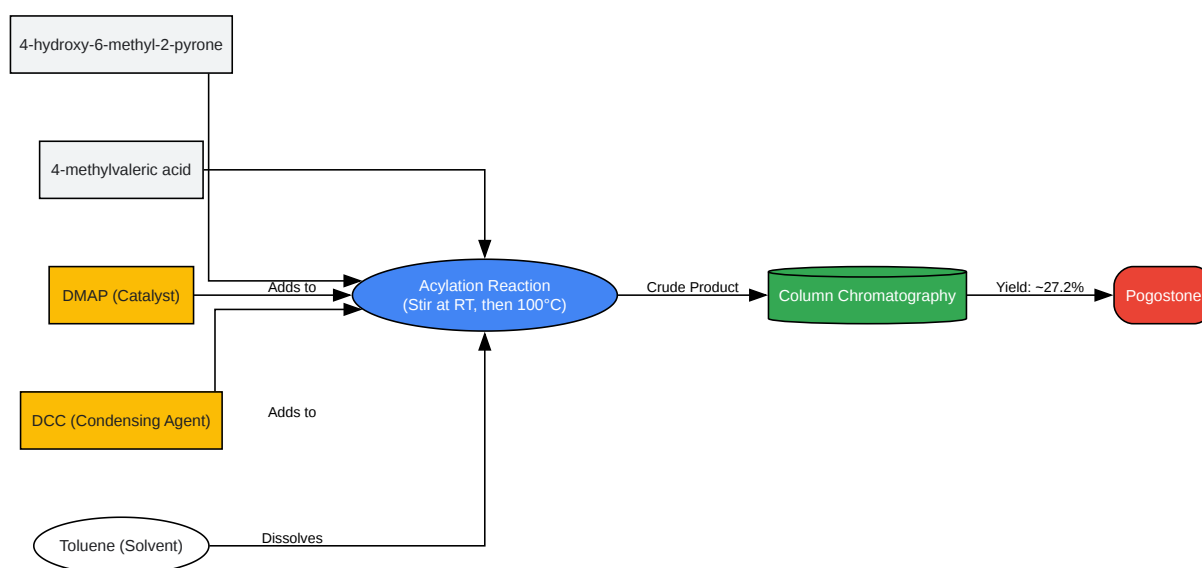 4-hydroxy-6-methyl-2-pyrone
4-methylvaleric acid
DMAP (Catalyst)
Adds to
Acylation Reaction
(Stir at RT, then 100°C)
Crude Product
Column Chromatography
Yield: ~27.2%
Pogostone
DCC (Condensing Agent)
Adds to
Toluene (Solvent)
Dissolves